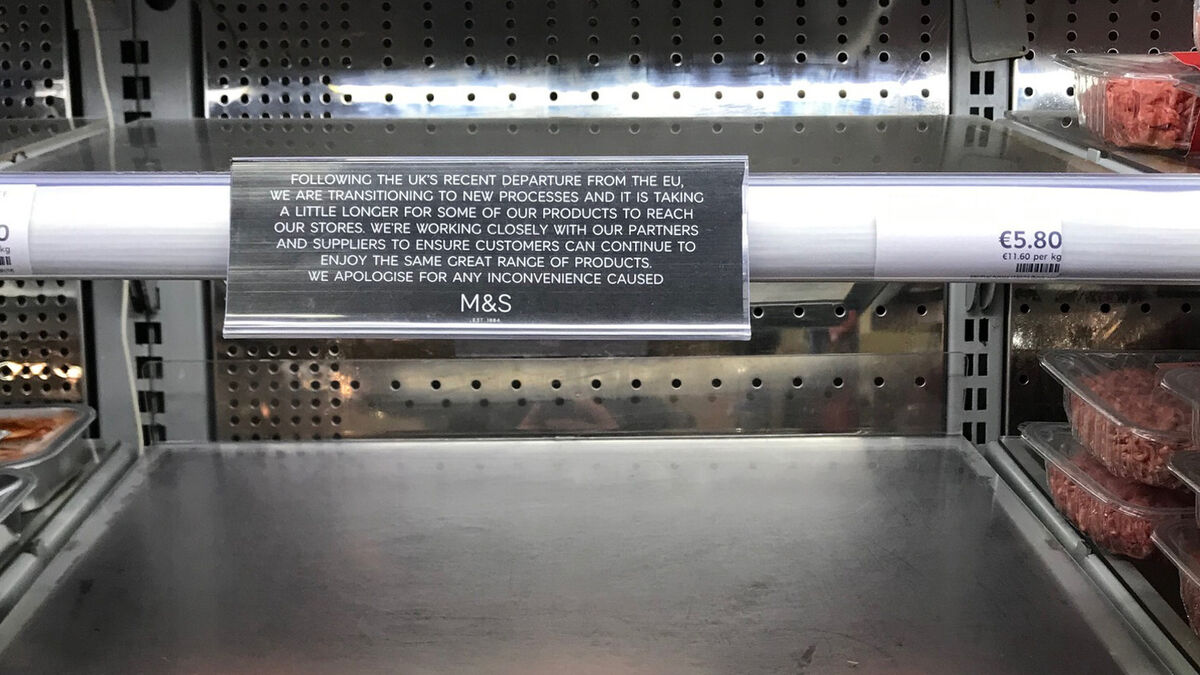 FOLLOWING THE UK'S RECENT DEPARTURE FROM THE EU,
WE ARE TRANSITIONING TO NEW PROCESSES AND IT IS TAKING
A LITTLE LONGER FOR SOME OF OUR PRODUCTS TO REACH
OUR STORES. WE'RE WORKING CLOSELY WITH OUR PARTNERS
AND SUPPLIERS TO ENSURE CUSTOMERS CAN CONTINUE TO
ENJOY THE SAME GREAT RANGE OF PRODUCTS.
WE APOLOGISE FOR ANY INCONVENIENCE CAUSED
M&S
EST. 1884
0
kg
€5.80
€11.60 per kg